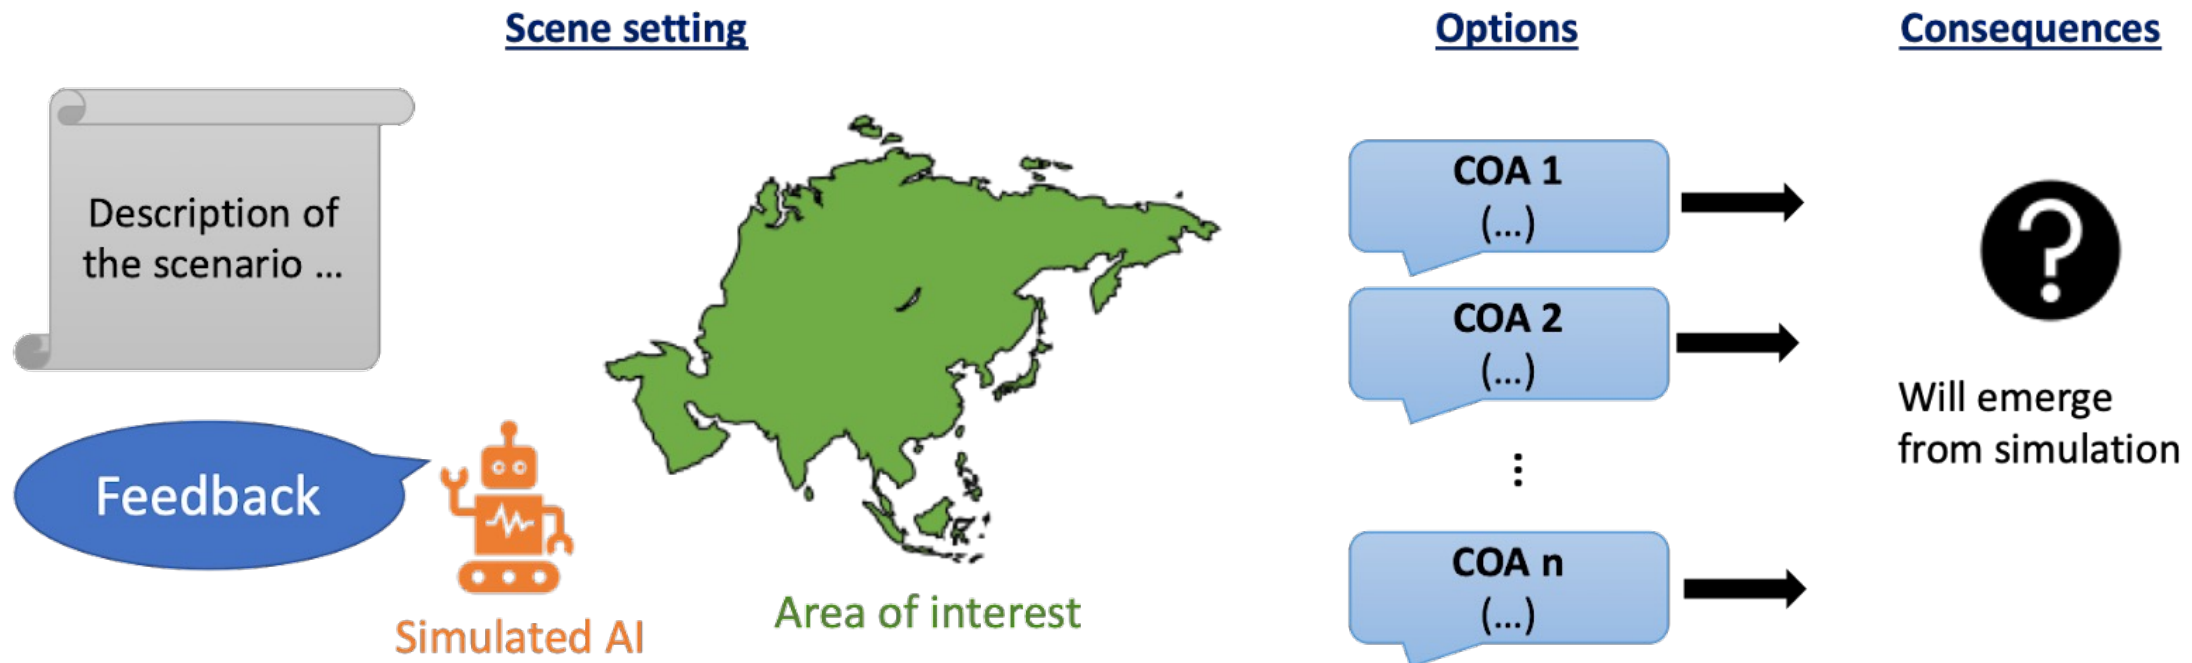 Scene setting
Options
Consequences
Description of
the scenario ...
Feedback
Simulated AI
Area of interest
COA 1
(...)
COA 2
(...)
⋮
COA n
(...)
?
Will emerge
from simulation